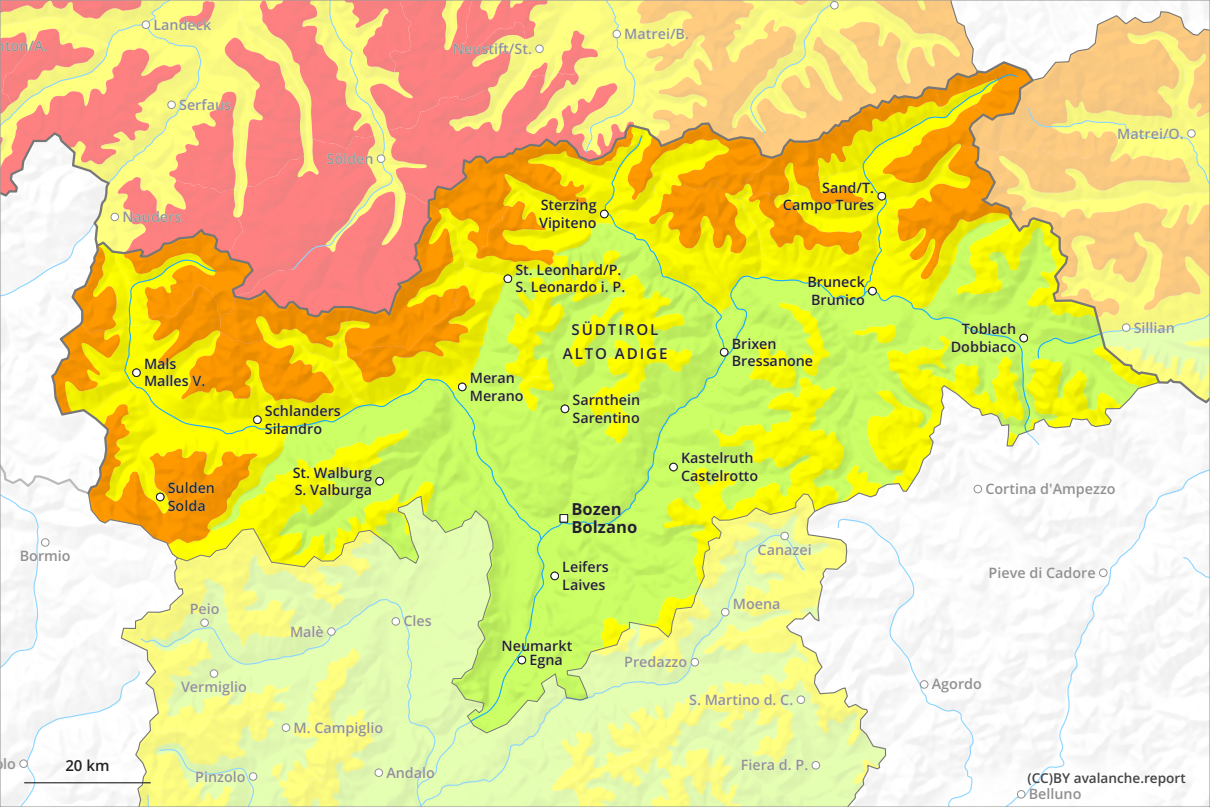 Landeck
ton/A.
Neustift/St.
Matrei/B.
Serfaus
Matrei/O.
Sölden
Nauders
Sand/T.
Campo Tures
Sterzing
Vipiteno
St. Leonhard/P.
S. Leonardo i. P.
Bruneck
Brunico
SÜDTIROL
ALTO ADIGE
Toblach
Dobbiaco
Sillian
Brixen
Bressanone
Mals
Malles V.
Meran
Merano
Sarnthein
Sarentino
Schlanders
Silandro
St. Walburg
S. Valburga
Kastelruth
Castelrotto
Sulden
Solda
Cortina d'Ampezzo
Bozen
Bolzano
Bormio
Canazei
Leifers
Laives
Pieve di Cadore
Peio
Moena
Cles
Malè
Neumarkt
Egna
Predazzo
Vermiglio
Agordo
S. Martino d. C.
M. Campiglio
olo
20 km
Pinzolo
Andalo
Fiera d. P.
(CC)BY avalanche.report
Belluno